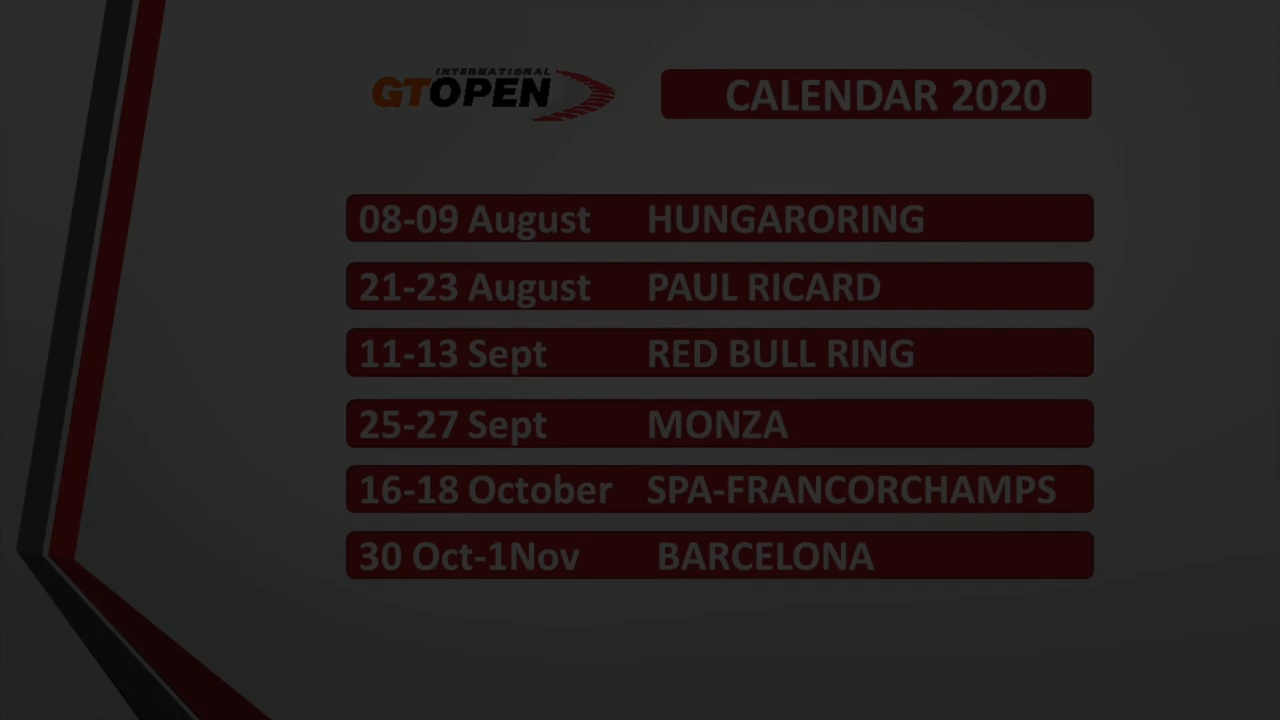 INTERNATIONAL
GTOPEN
CALENDAR 2020
08-09 August HUNGARORING
21-23 August PAUL RICARD
11-13 Sept RED BULL RING
25-27 Sept MONZA
16-18 October SPA-FRANCORCHAMPS
30 Oct-1Nov BARCELONA